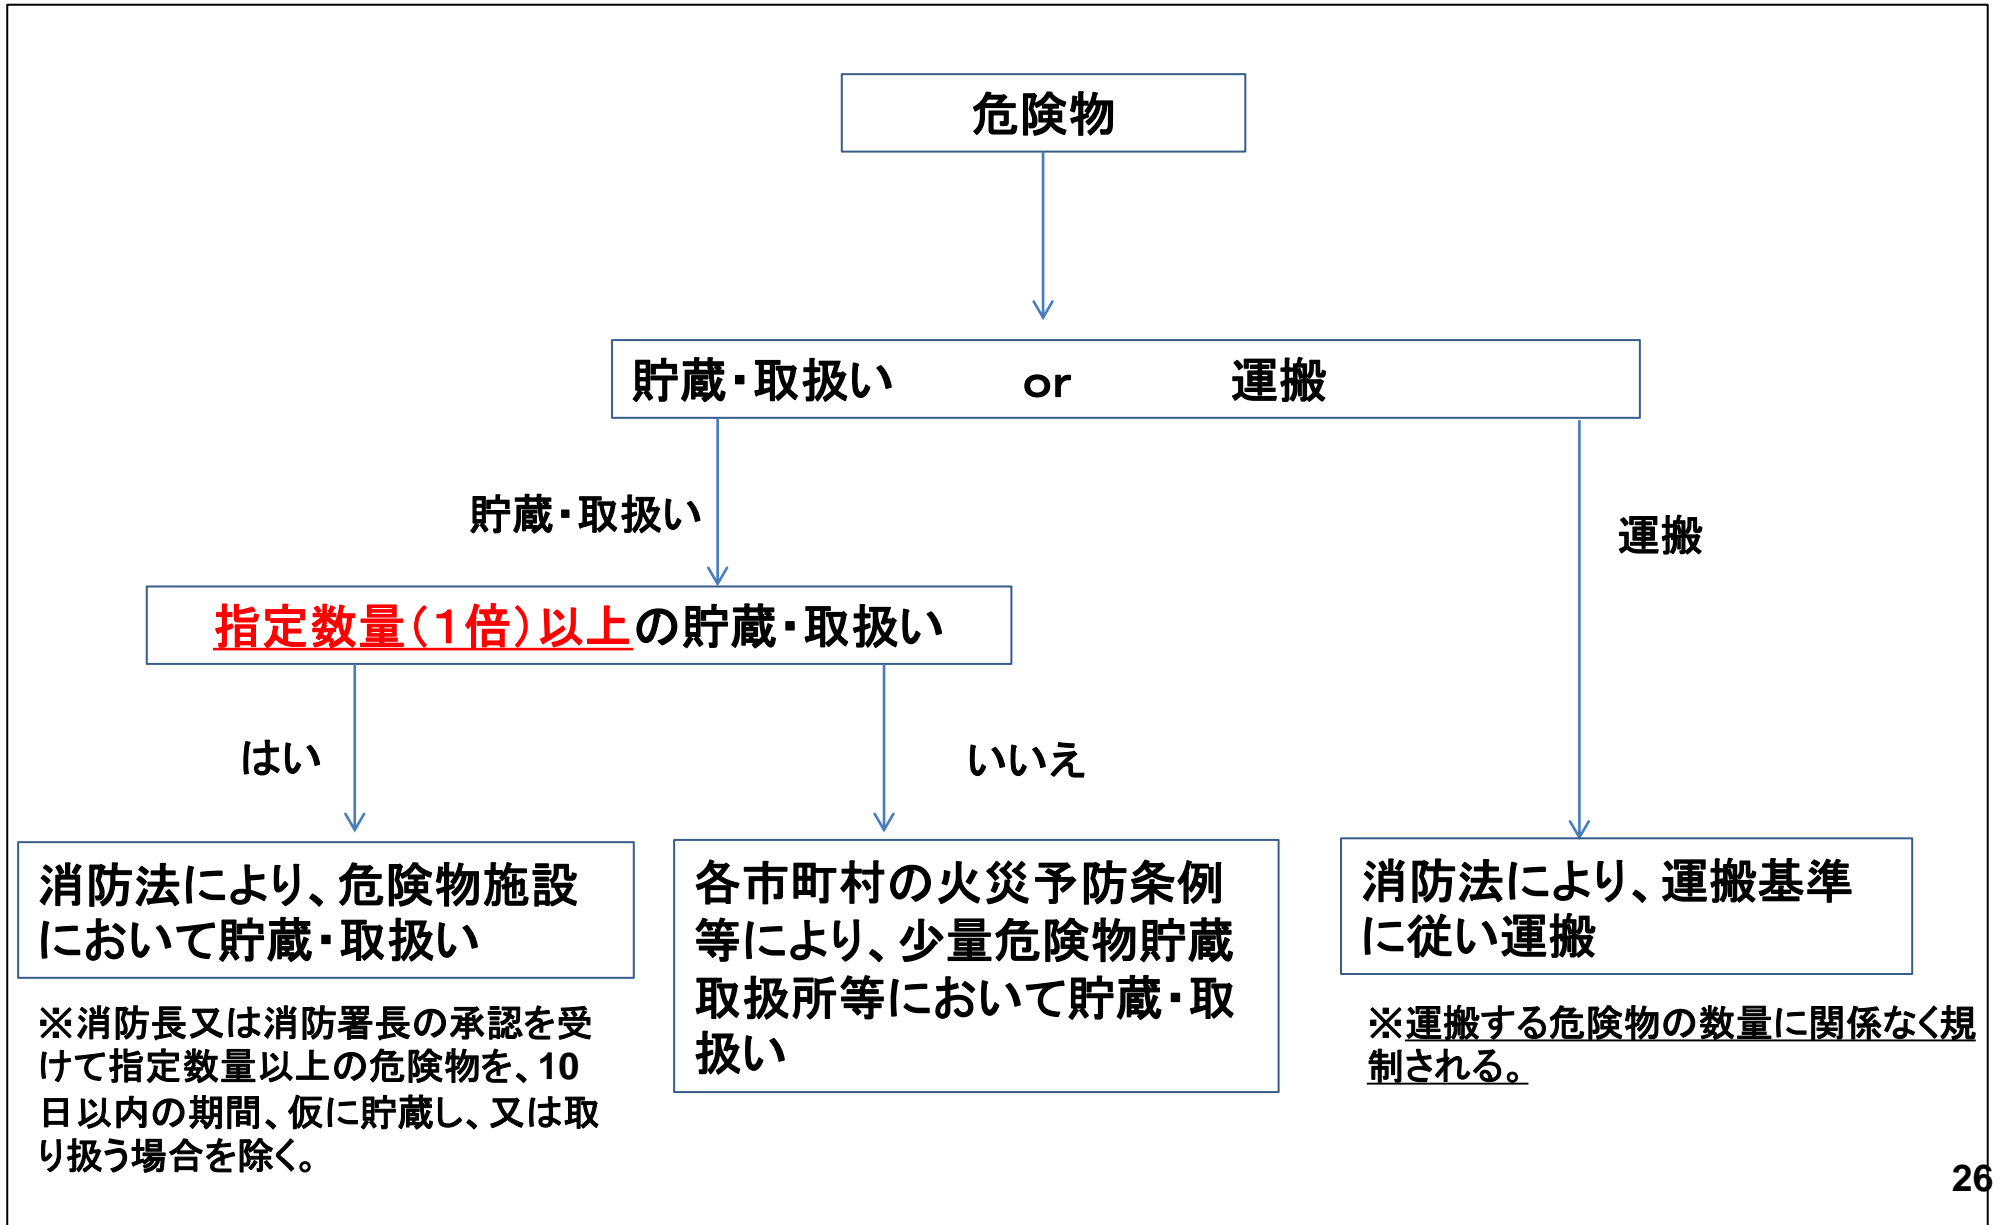 危険物
貯蔵・取扱い　or　運搬
貯蔵・取扱い
運搬
指定数量（１倍）以上の貯蔵・取扱い
はい
いいえ
消防法により、危険物施設
において貯蔵・取扱い
各市町村の火災予防条例
等により、少量危険物貯蔵
取扱所等において貯蔵・取
扱い
消防法により、運搬基準
に従い運搬
※消防長又は消防署長の承認を受
けて指定数量以上の危険物を、10
日以内の期間、仮に貯蔵し、又は取
り扱う場合を除く。
※運搬する危険物の数量に関係なく規
制される。
26